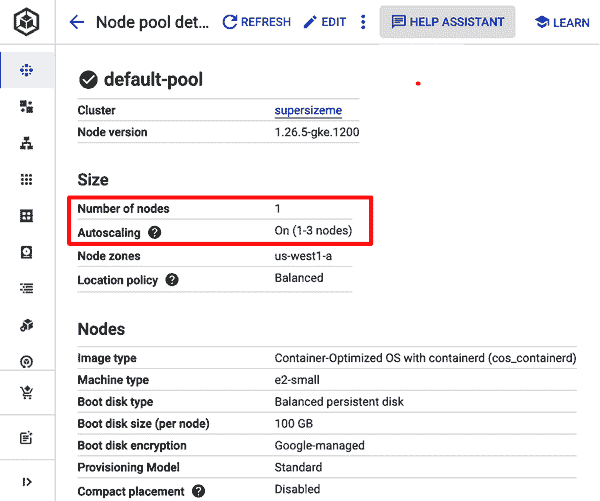 Node pool det... REFRESH EDIT HELP ASSISTANT LEARN
default-pool
Cluster supersizeme
Node version 1.26.5-gke.1200
Size
Number of nodes 1
Autoscaling ? On (1-3 nodes)
Node zones us-west1-a
Location policy ? Balanced
Nodes
Image type Container-Optimized OS with containerd (cos_containerd)
Machine type e2-small
Boot disk type Balanced persistent disk
Boot disk size (per node) 100 GB
Boot disk encryption Google-managed
Provisioning Model Standard
Compact placement ? Disabled